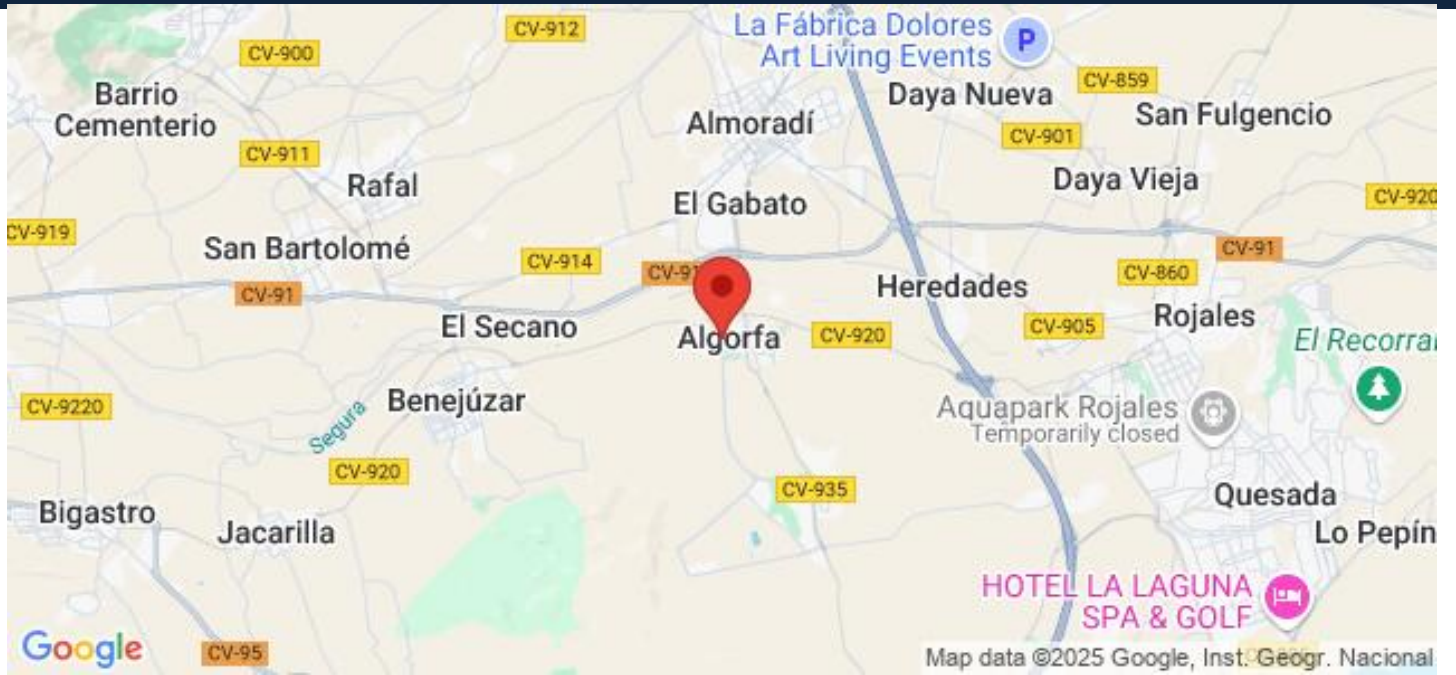 La Fábrica Dolores
Art Living Events
P
CV-912
CV-900
CV-859
Barrio
Cementerio
Daya Nueva
San Fulgencio
Almoradí
CV-901
CV-911
Rafal
Daya Vieja
El Gabato
CV-920
CV-919
San Bartolomé
CV-914
CV-91
CV-91
CV-860
Heredades
CV-91
El Secano
Algorfa
CV-920
CV-905
Rojales
El Recorral
CV-9220
Benejúzar
Aquapark Rojales
Temporarily closed
Segura
CV-920
CV-935
Quesada
Bigastro
Jacarilla
Lo Pepín
HOTEL LA LAGUNA
SPA & GOLF
Google
CV-95
Map data ©2025 Google, Inst. Geogr. Nacional